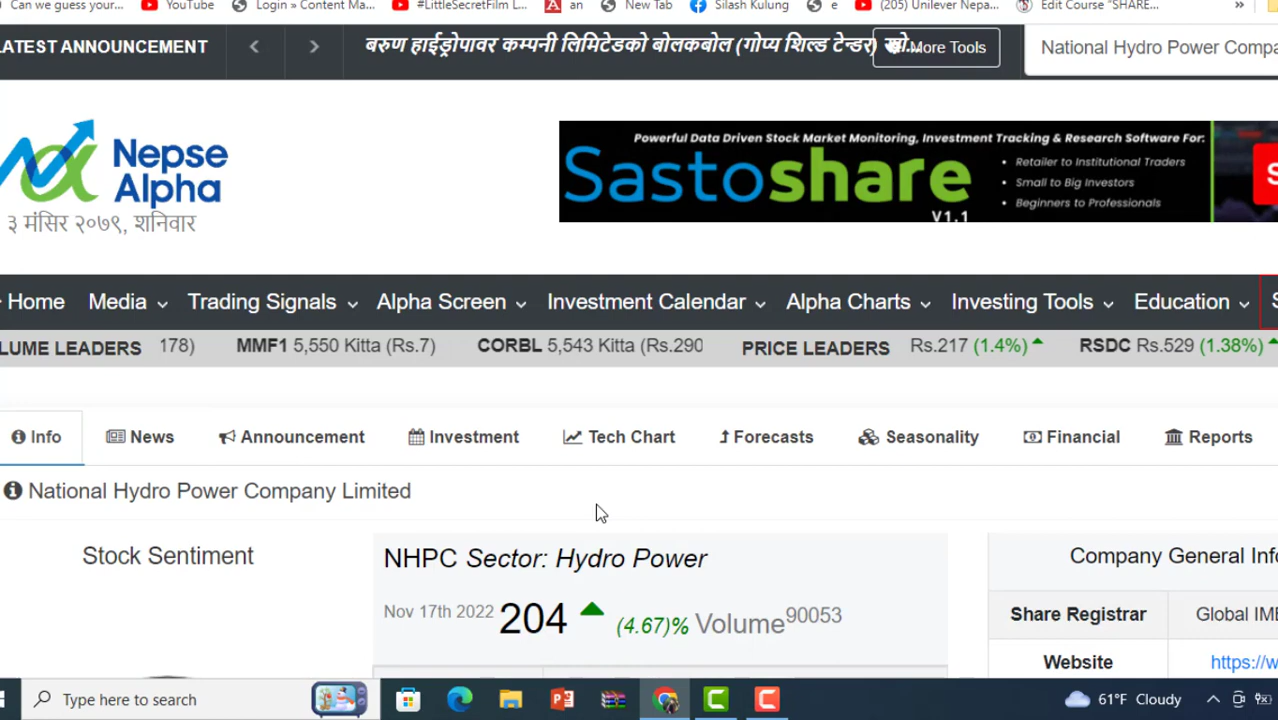 Can we guess your... YouTube Login » Content Ma... #LittleSecretFilm L... an New Tab Silash Kulung e (205) Unilever Nepa... Edit Course "SHARE... »
LATEST ANNOUNCEMENT बरुण हाईड्रोपावर कम्पनी लिमिटेडको बोलकबोल (गोप्य शिल्ड टेन्डर) More Tools National Hydro Power Compa
Nepse
Alpha
३ मंसिर २०७९, शनिवार
Powerful Data Driven Stock Market Monitoring, Investment Tracking & Research Software For:
Sastoshare
V1.1
• Retailer to Institutional Traders
• Small to Big Investors
• Beginners to Professionals
S
Home Media Trading Signals Alpha Screen Investment Calendar Alpha Charts Investing Tools Education S
LUME LEADERS 178) MMF1 5,550 Kitta (Rs.7) CORBL 5,543 Kitta (Rs.290 PRICE LEADERS Rs.217 (1.4%) RSDC Rs.529 (1.38%)
Info News Announcement Investment Tech Chart Forecasts Seasonality Financial Reports
National Hydro Power Company Limited
Stock Sentiment
NHPC Sector: Hydro Power
Nov 17th 2022 204 (4.67)% Volume 90053
Company General Info
Share Registrar Global IME
Website https://w
Type here to search 61°F Cloudy